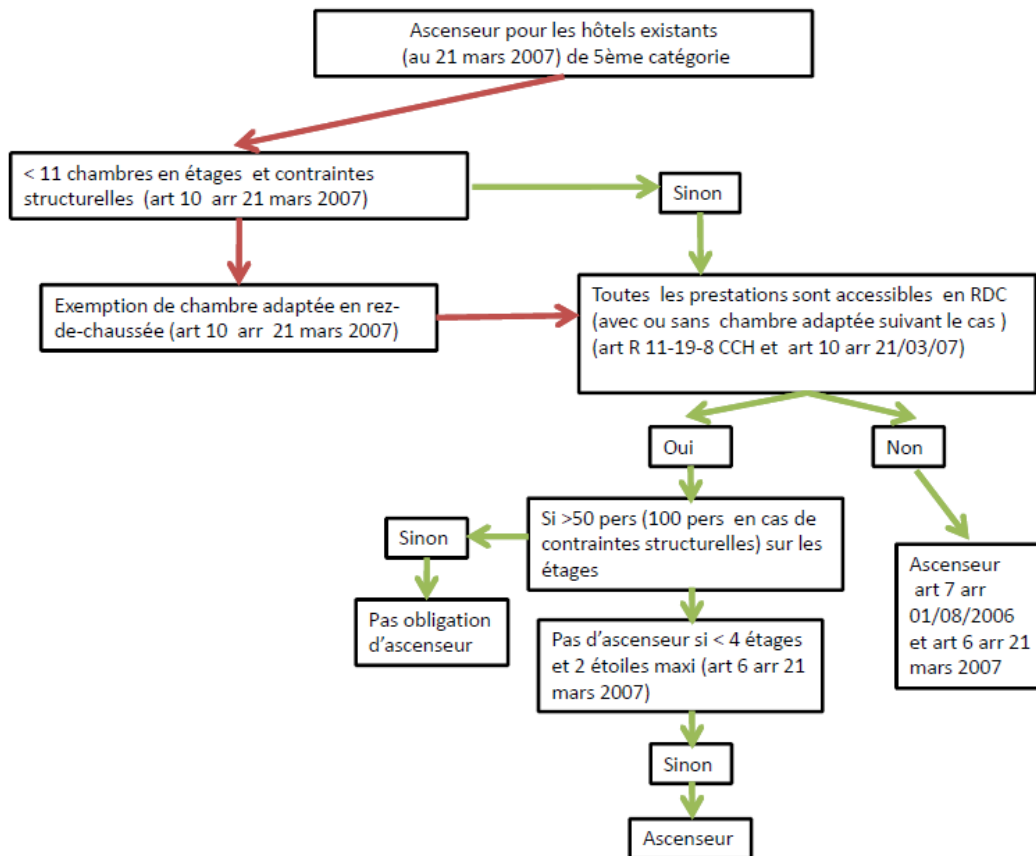 Ascenseur pour les hôtels existants
(au 21 mars 2007) de 5ème catégorie
< 11 chambres en étages et contraintes
structurelles (art 10 arr 21 mars 2007)
Sinon
Exemption de chambre adaptée en rez-
de-chaussée (art 10 arr 21 mars 2007)
Toutes les prestations sont accessibles en RDC
(avec ou sans chambre adaptée suivant le cas )
(art R 11-19-8 CCH et art 10 arr 21/03/07)
Oui
Non
Si >50 pers (100 pers en cas de
contraintes structurelles) sur les
étages
Sinon
Pas obligation
d'ascenseur
Ascenseur
art 7 arr
01/08/2006
et art 6 arr 21
mars 2007
Pas d'ascenseur si < 4 étages
et 2 étoiles maxi (art 6 arr 21
mars 2007)
Sinon
Ascenseur